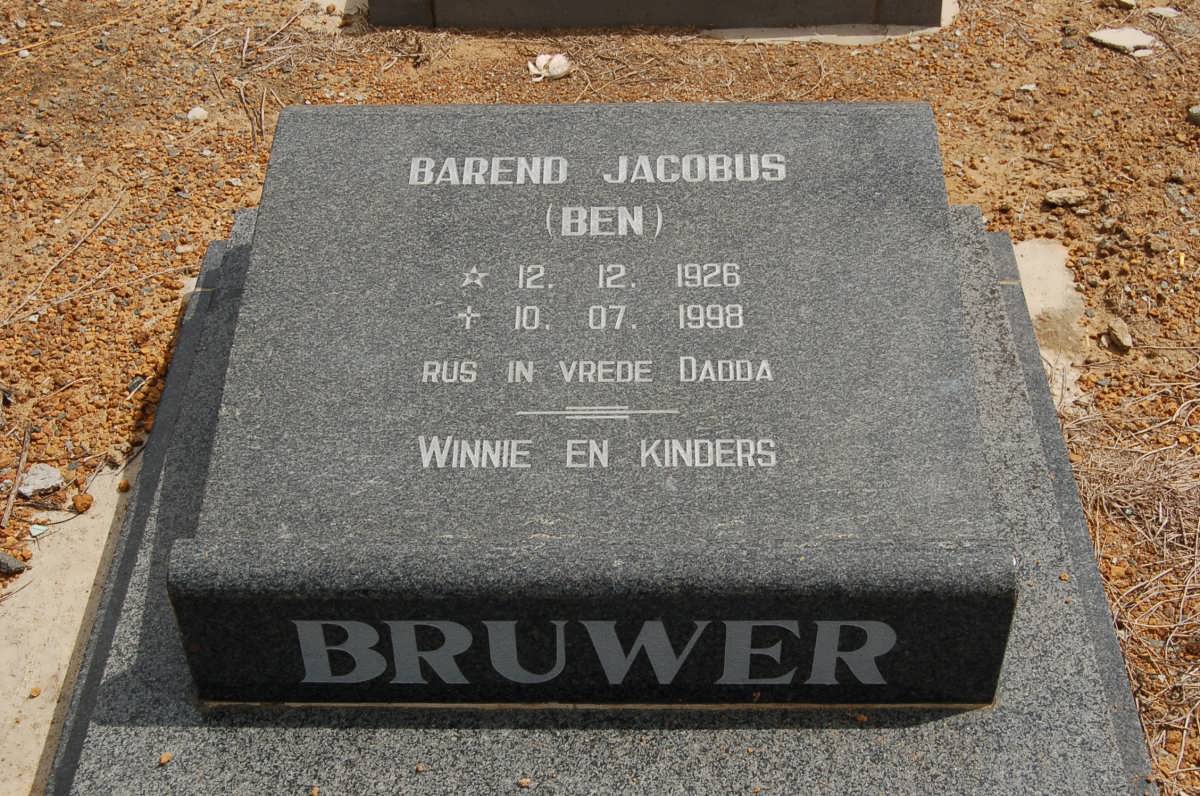 BAREND JACOBUS
(BEN)
☆ 12. 12. 1926
✝ 10. 07. 1998
RUS IN VREDE DADDA
WINNIE EN KINDERS
BRUWER